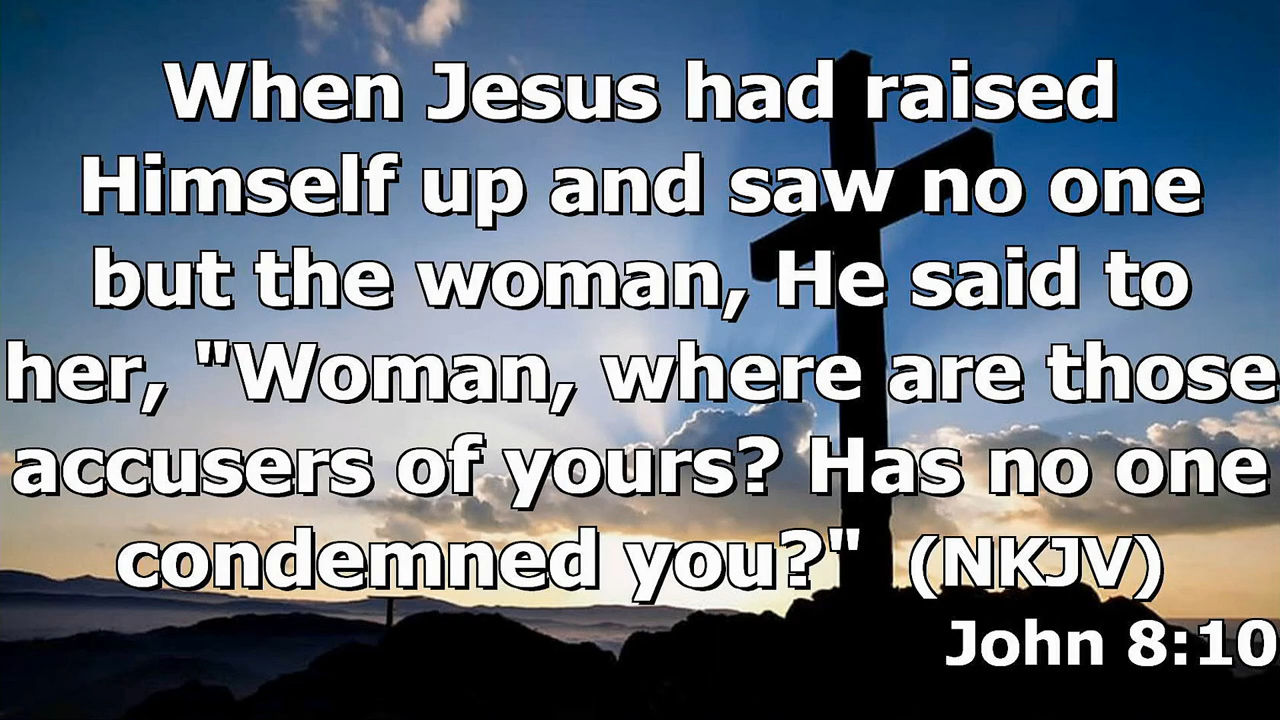 When Jesus had raised
Himself up and saw no one
but the woman, He said to
her, "Woman, where are those
accusers of yours? Has no one
condemned you?" (NKJV)
John 8:10